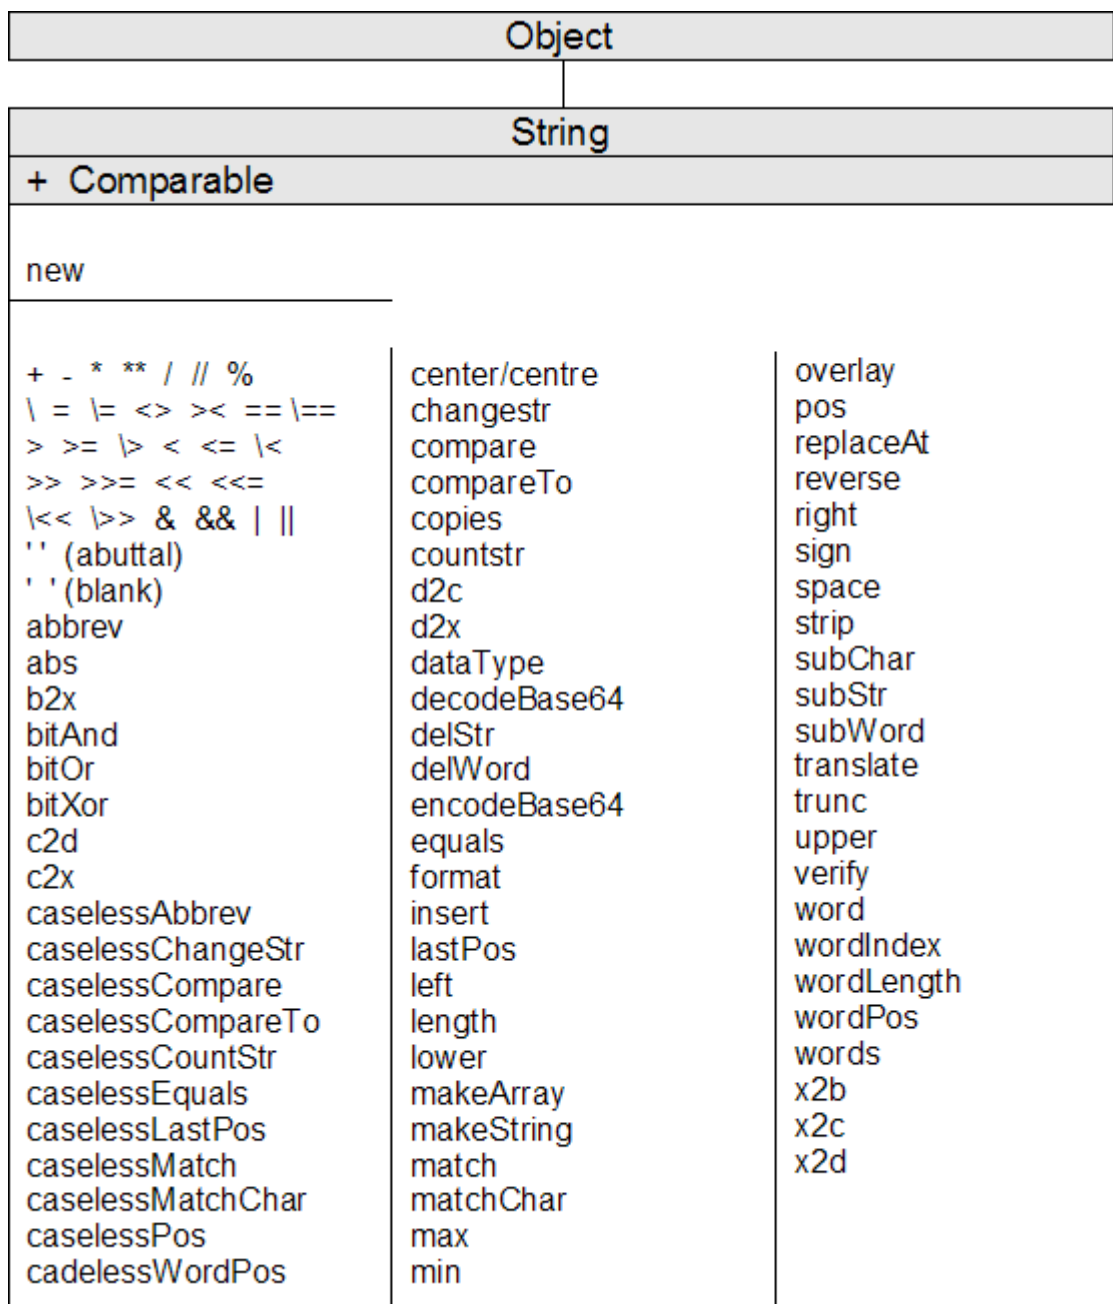 Object
String
+ Comparable
new
+ - * ** / // %
\ = \= <> >< == \==
> >= \> < <= \<
>> >>= << <<=
\<< \>> & && | ||
'' (abuttal)
' ' (blank)
abbrev
abs
b2x
bitAnd
bitOr
bitXor
c2d
c2x
caselessAbbrev
caselessChangeStr
caselessCompare
caselessCompareTo
caselessCountStr
caselessEquals
caselessLastPos
caselessMatch
caselessMatchChar
caselessPos
cadelessWordPos
center/centre
changestr
compare
compareTo
copies
countstr
d2c
d2x
dataType
decodeBase64
delStr
delWord
encodeBase64
equals
format
insert
lastPos
left
length
lower
makeArray
makeString
match
matchChar
max
min
overlay
pos
replaceAt
reverse
right
sign
space
strip
subChar
subStr
subWord
translate
trunc
upper
verify
word
wordIndex
wordLength
wordPos
words
x2b
x2c
x2d